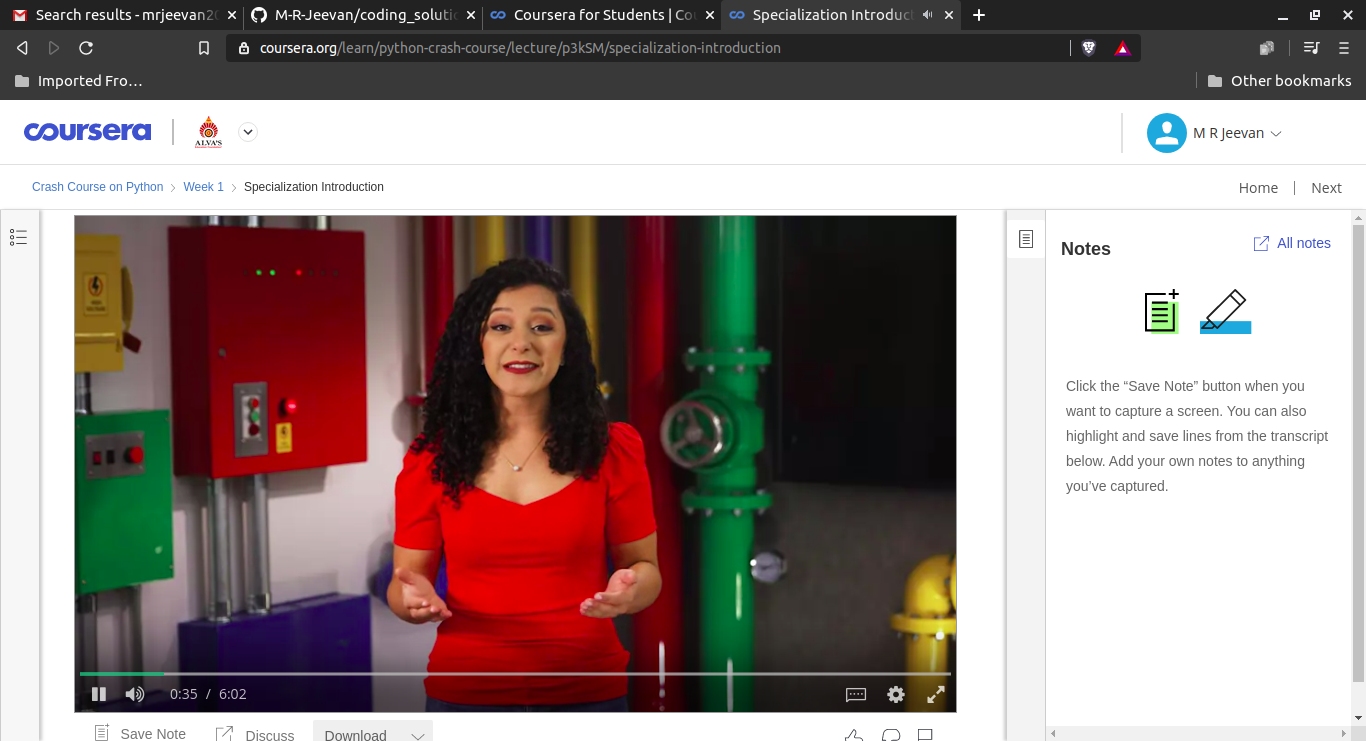 Search results - mrjeevan20
M-R-Jeevan/coding_solutio
Coursera for Students | Cou
Specialization Introduct
coursera.org/learn/python-crash-course/lecture/p3kSM/specialization-introduction
Imported Fro…
Other bookmarks
coursera
ALVA'S
M R Jeevan
Crash Course on Python
Week 1
Specialization Introduction
Home
Next
Notes
All notes
Click the “Save Note” button when you
want to capture a screen. You can also
highlight and save lines from the transcript
below. Add your own notes to anything
you’ve captured.
0:35 / 6:02
Save Note
Discuss
Download